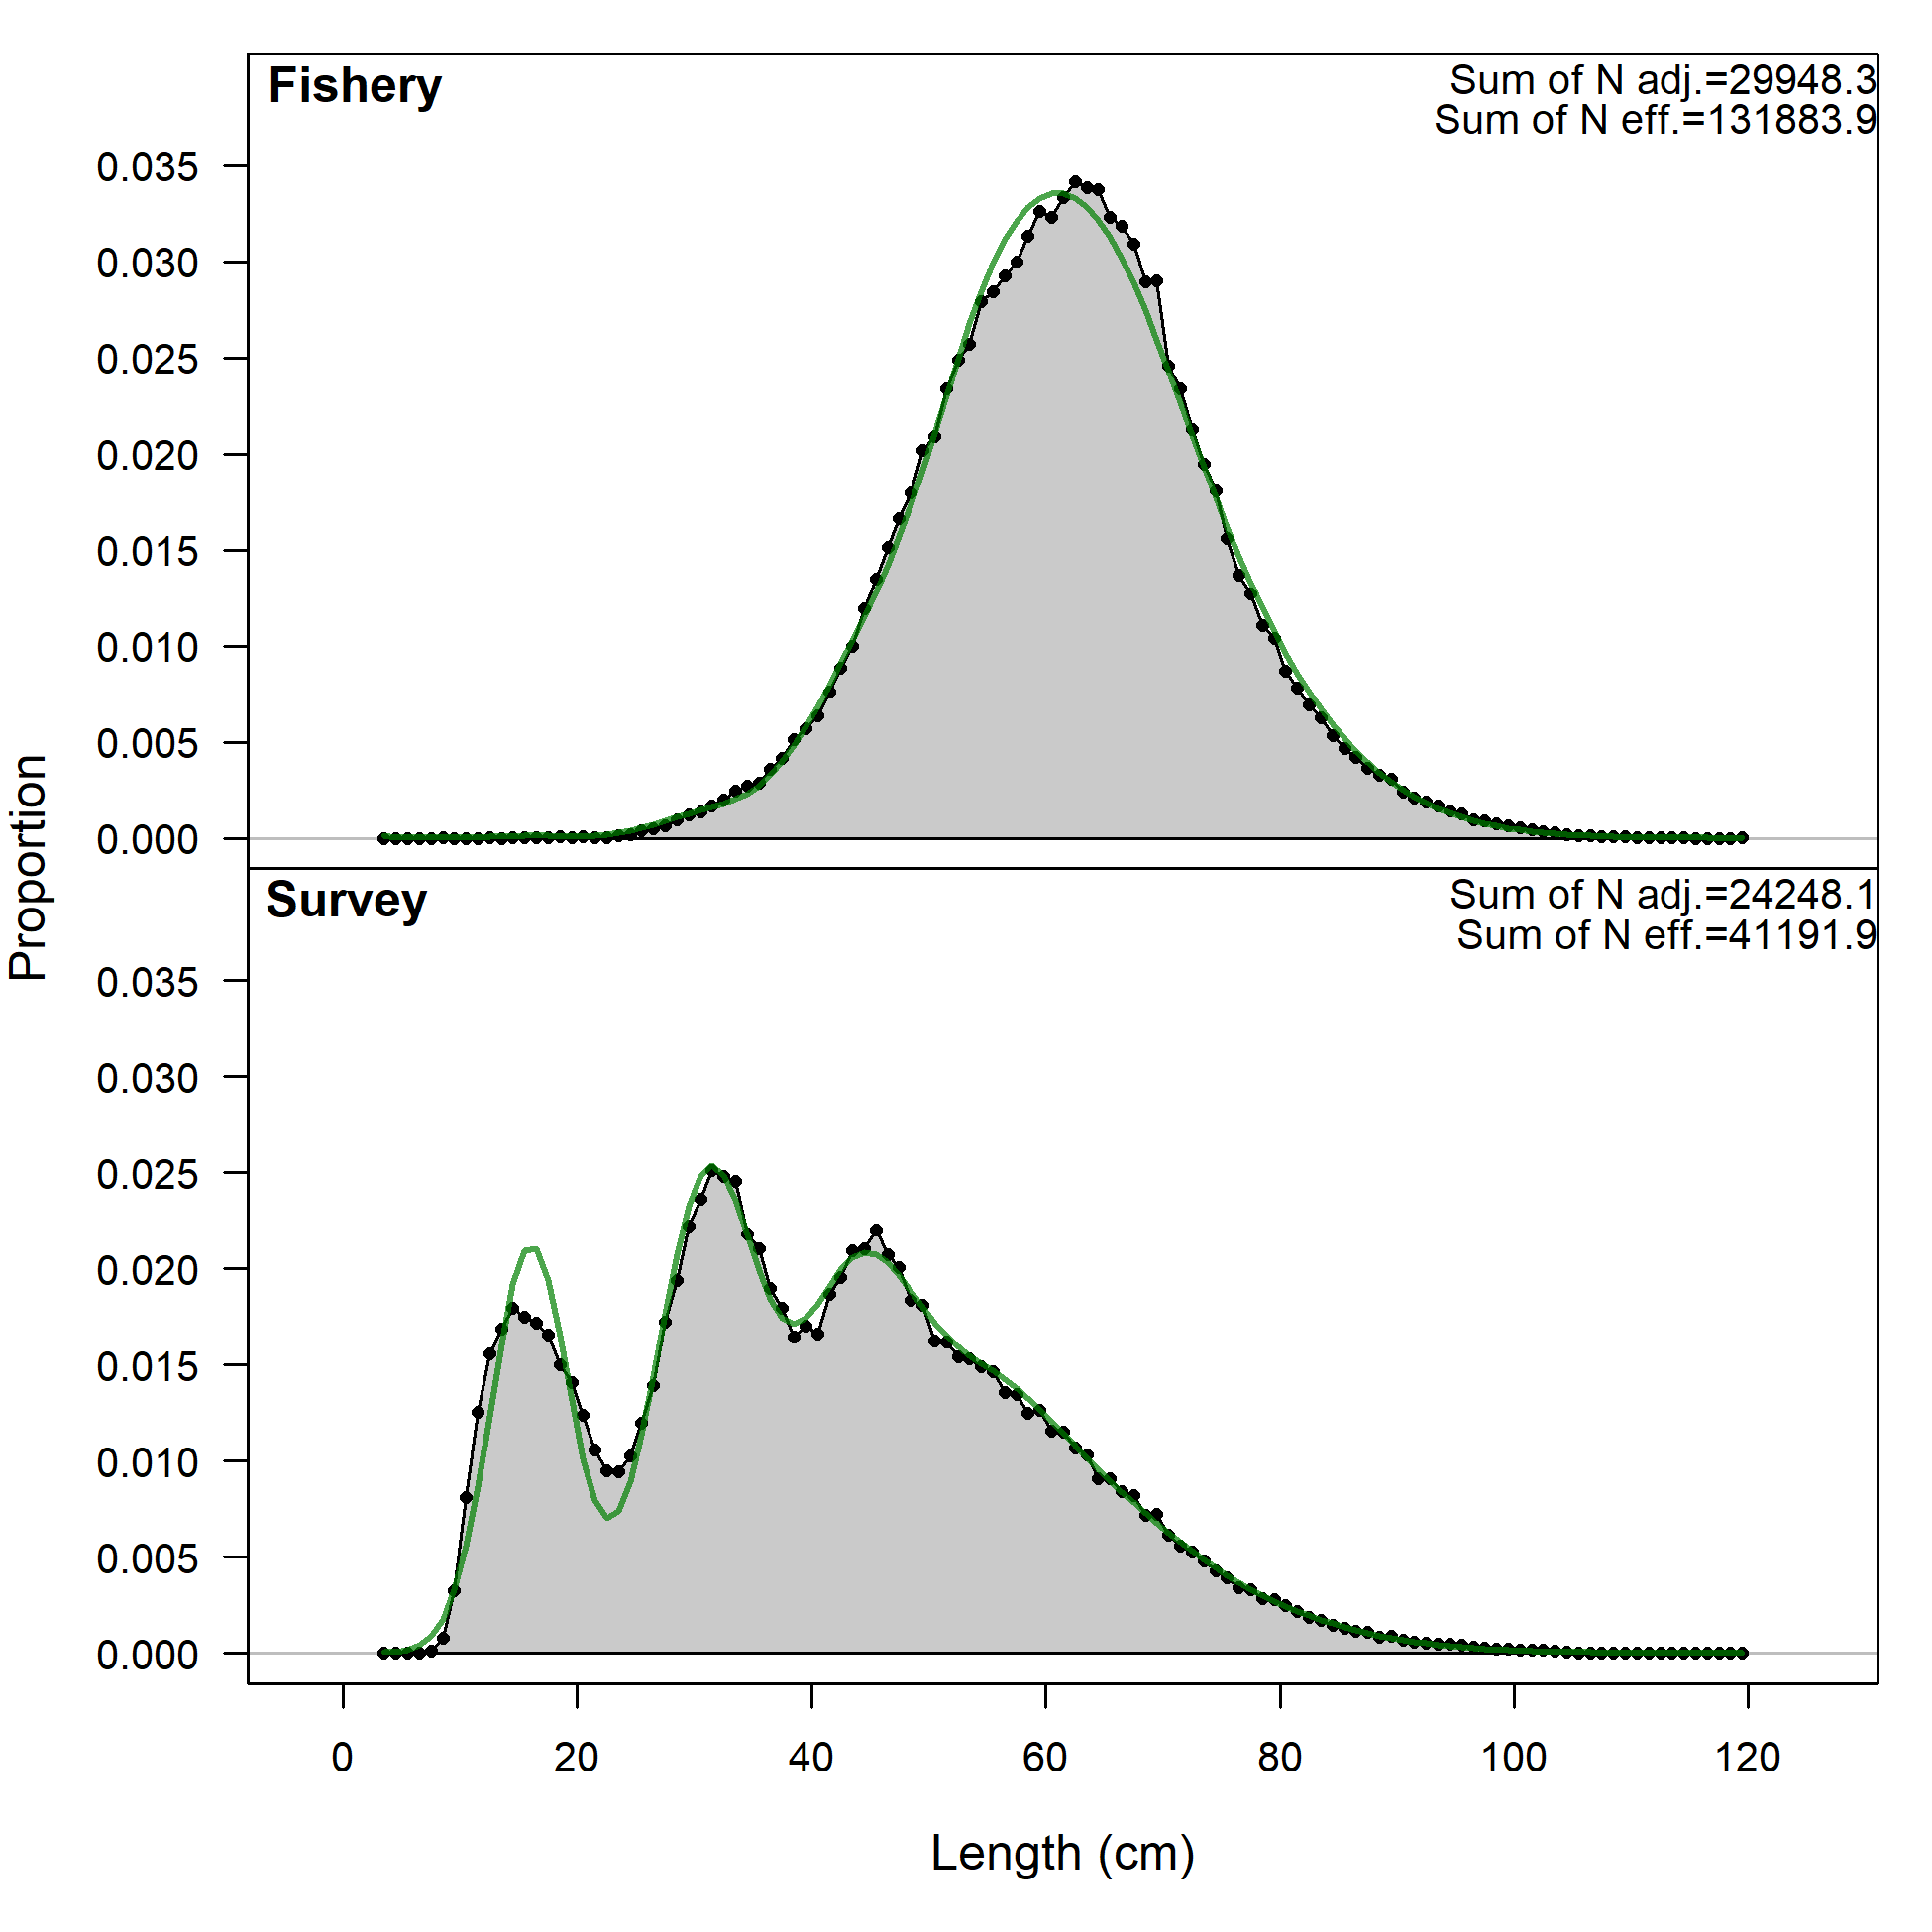 Fishery
Sum of N adj.=29948.3
Sum of N eff.=131883.9
0.035
0.030
0.025
0.020
0.015
0.010
0.005
0.000
Proportion
Survey
Sum of N adj.=24248.1
Sum of N eff.=41191.9
0.035
0.030
0.025
0.020
0.015
0.010
0.005
0.000
0 20 40 60 80 100 120
Length (cm)